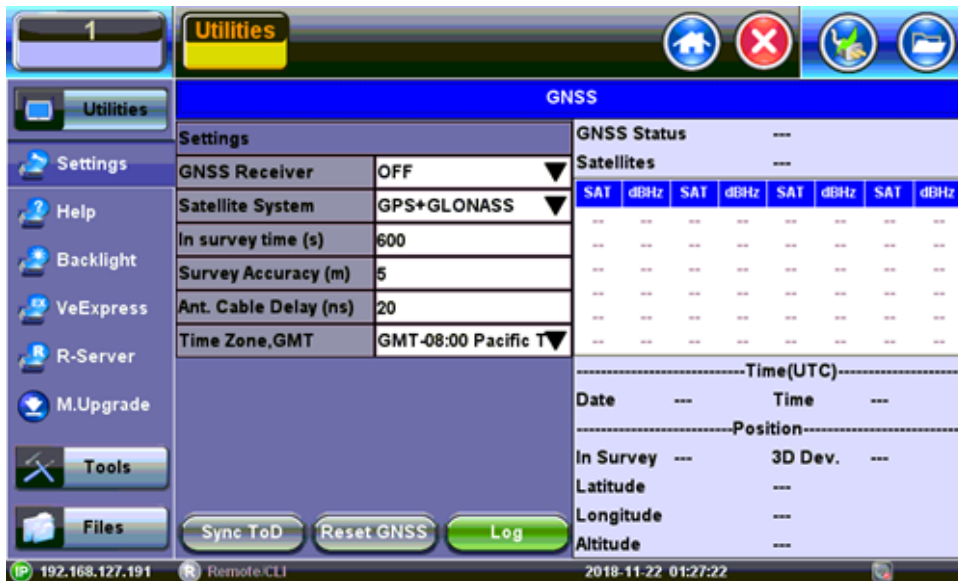 1
Utilities
Utilities
Settings
Help
Backlight
VeExpress
R-Server
M.Upgrade
Tools
Files
GNSS
Settings
GNSS Receiver OFF
Satellite System GPS+GLONASS
In survey time (s) 600
Survey Accuracy (m) 5
Ant. Cable Delay (ns) 20
Time Zone,GMT GMT-08:00 Pacific T
Sync ToD Reset GNSS Log
GNSS Status ---
Satellites ---
SAT dBHz SAT dBHz SAT dBHz SAT dBHz
-- -- -- -- -- -- -- --
-- -- -- -- -- -- -- --
-- -- -- -- -- -- -- --
-- -- -- -- -- -- -- --
-- -- -- -- -- -- -- --
-- -- -- -- -- -- -- --
Time(UTC)
Date --- Time ---
Position
In Survey --- 3D Dev. ---
Latitude ---
Longitude ---
Altitude ---
IP 192.168.127.191 R Remote/CLI 2018-11-22 01:27:22